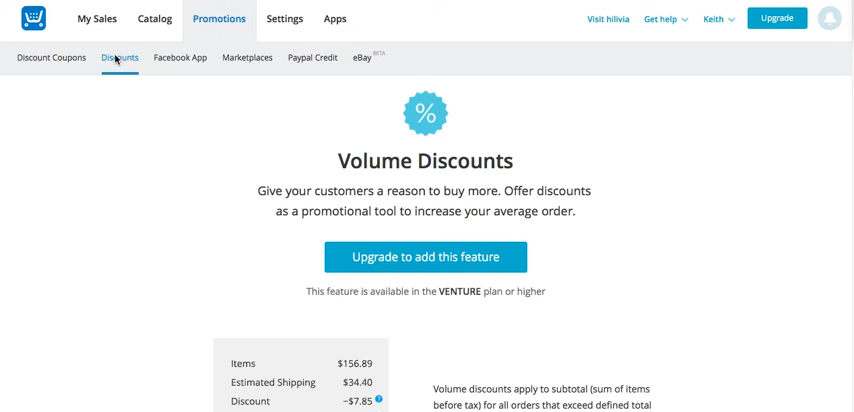 My Sales Catalog Promotions Settings Apps Visit hilivia Get help Keith Upgrade
Discount Coupons Discounts Facebook App Marketplaces Paypal Credit eBay BETA
%
Volume Discounts
Give your customers a reason to buy more. Offer discounts
as a promotional tool to increase your average order.
Upgrade to add this feature
This feature is available in the VENTURE plan or higher
Items $156.89
Estimated Shipping $34.40
Discount −$7.85 ?
Volume discounts apply to subtotal (sum of items
before tax) for all orders that exceed defined total